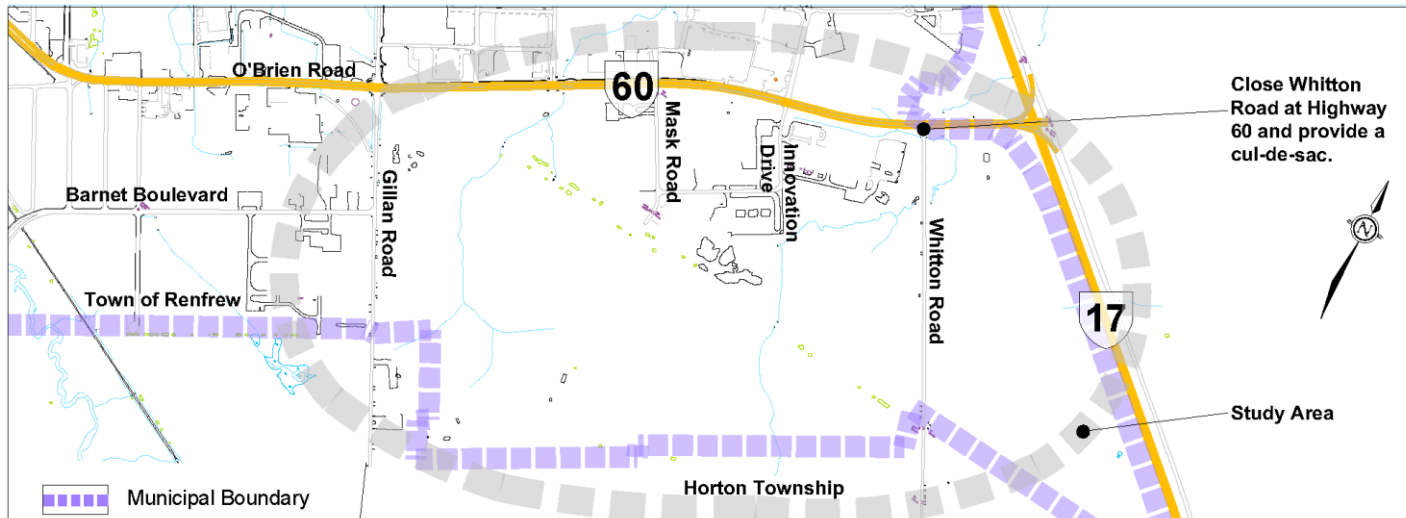 O'Brien Road
60
Mask Road
Innovation
Drive
Close Whitton
Road at Highway
60 and provide a
cul-de-sac.
Barnet Boulevard
Gillan Road
Whitton Road
N
Town of Renfrew
17
Study Area
Horton Township
Municipal Boundary